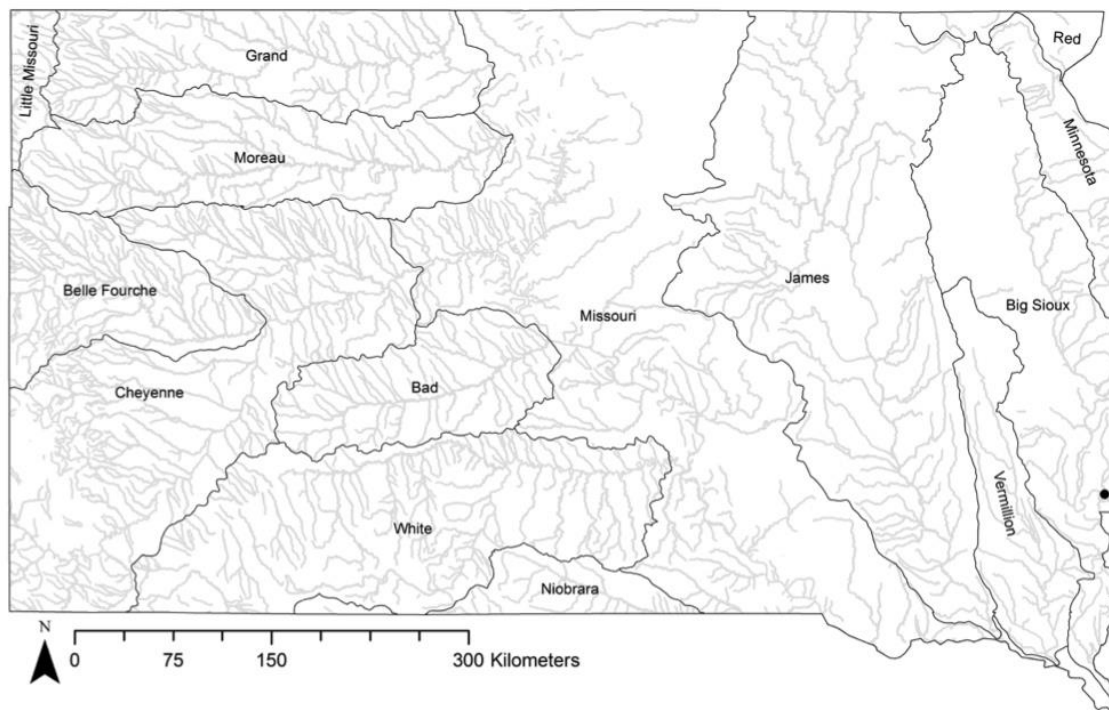 Little Missouri
Grand
Red
Moreau
Minnesota
Belle Fourche
James
Big Sioux
Missouri
Cheyenne
Bad
Vermillion
White
Niobrara
N
0 75 150 300 Kilometers